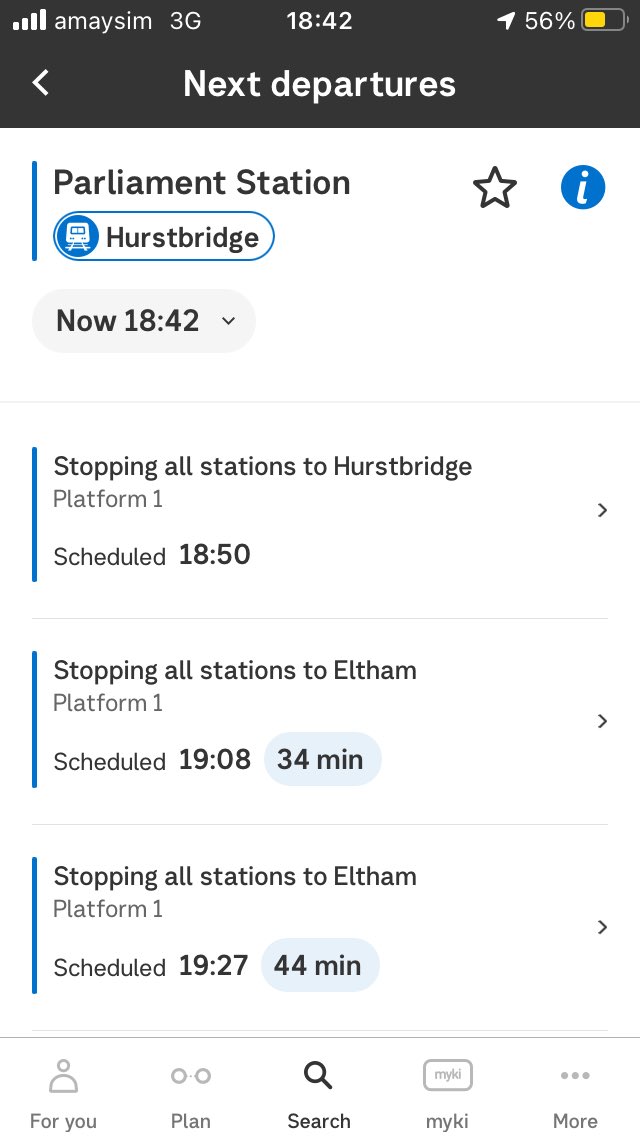 amaysim 3G 18:42 56%
Next departures
Parliament Station
Hurstbridge
Now 18:42
Stopping all stations to Hurstbridge
Platform 1
Scheduled 18:50
Stopping all stations to Eltham
Platform 1
Scheduled 19:08 34 min
Stopping all stations to Eltham
Platform 1
Scheduled 19:27 44 min
myki
For you Plan Search myki More